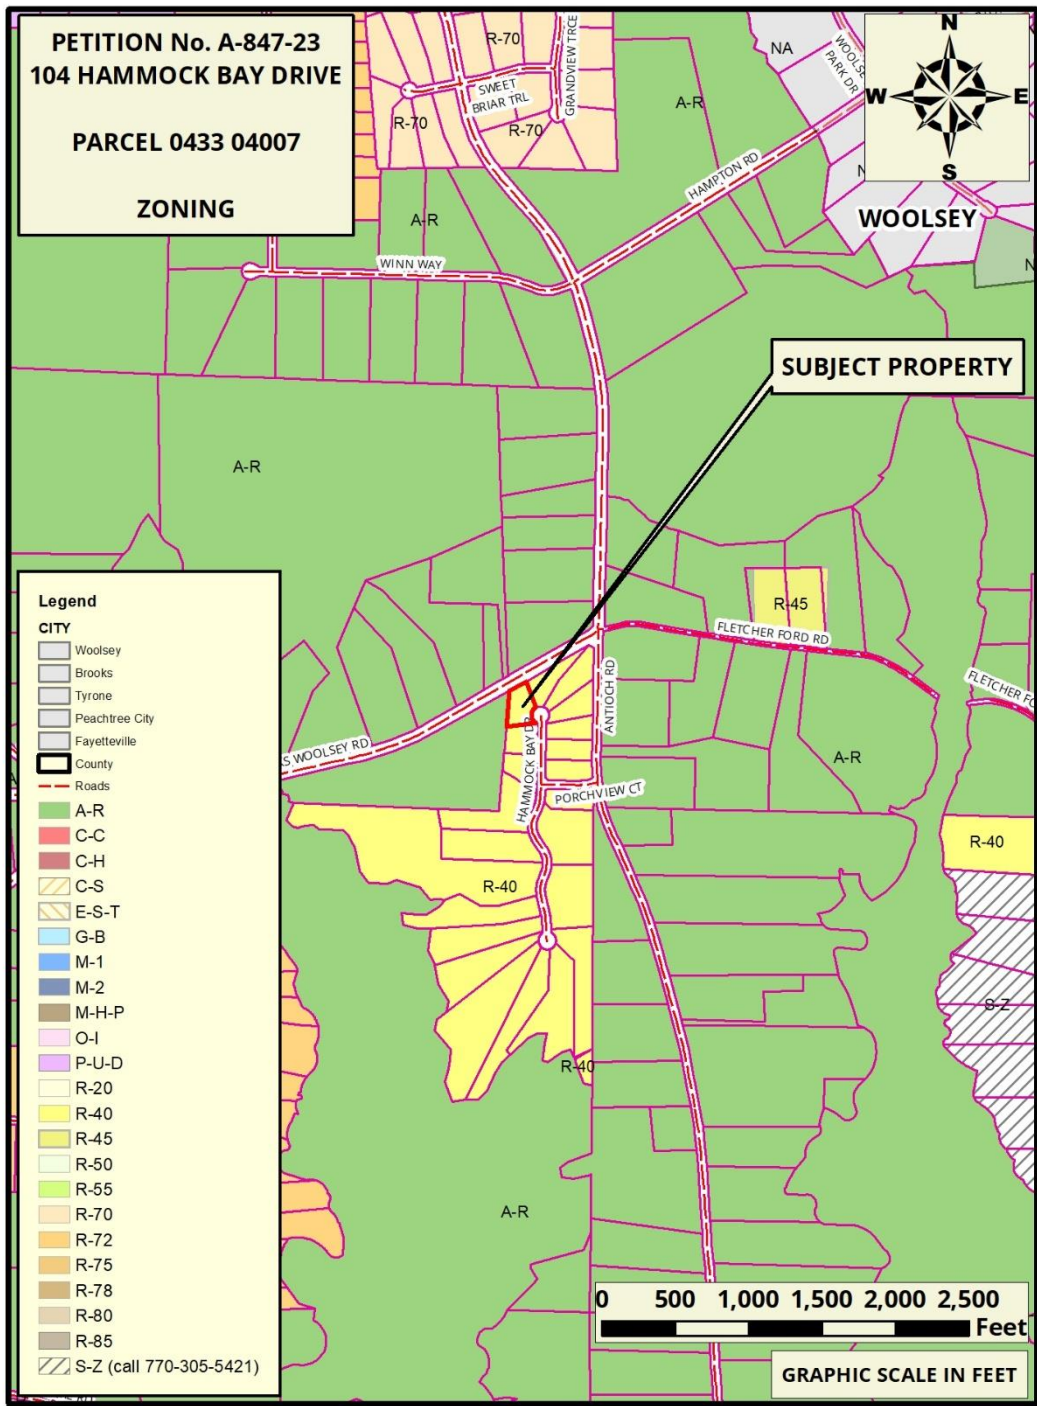 PETITION No. A-847-23
104 HAMMOCK BAY DRIVE
PARCEL 0433 04007
ZONING
N
W
E
S
R-70
SWEET
BRIAR TRL
GRANDVIEW TRCE
R-70
R-70
A-R
NA
PARK DR
HAMPTON RD
WOOLSEY
A-R
WINN WAY
SUBJECT PROPERTY
A-R
R-45
FLETCHER FORD RD
ANTIOCH RD
WOOLSEY RD
HAMMOCK BAY DR
PORCHVIEW CT
A-R
R-40
R-40
S-Z
R-40
A-R
Legend
CITY
Woolsey
Brooks
Tyrone
Peachtree City
Fayetteville
County
Roads
A-R
C-C
C-H
C-S
E-S-T
G-B
M-1
M-2
M-H-P
O-I
P-U-D
R-20
R-40
R-45
R-50
R-55
R-70
R-72
R-75
R-78
R-80
R-85
S-Z (call 770-305-5421)
0 500 1,000 1,500 2,000 2,500
Feet
GRAPHIC SCALE IN FEET